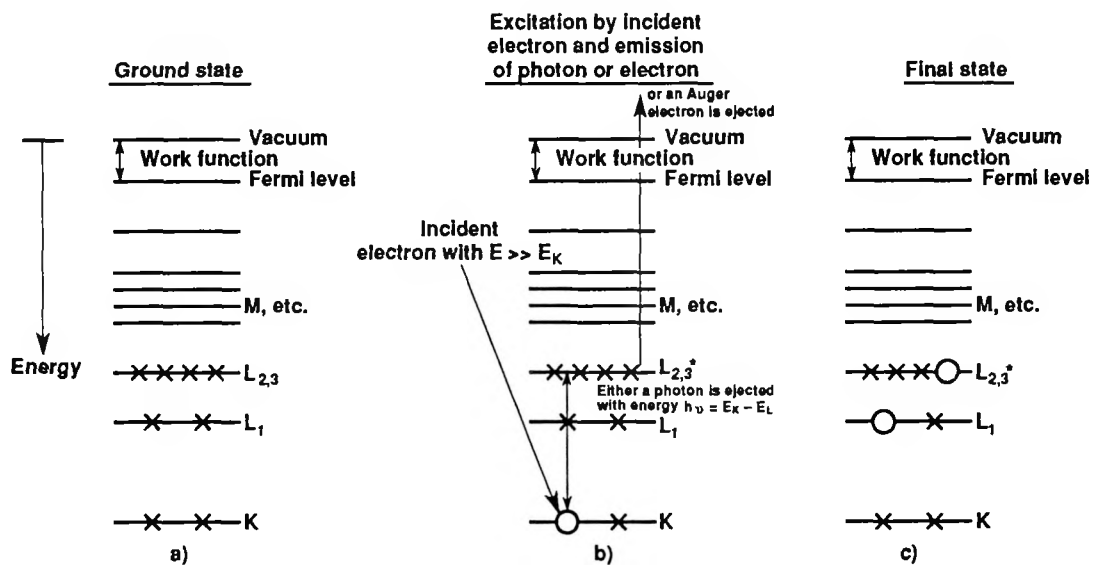 Ground state
Vacuum
Work function
Fermi level
Energy
M, etc.
L2,3
L1
K
a)
Excitation by incident
electron and emission
of photon or electron
or an Auger
electron is ejected
Vacuum
Work function
Fermi level
Incident
electron with E >> EK
M, etc.
L2,3*
Either a photon is ejected
with energy hυ = EK – EL
L1
K
b)
Final state
Vacuum
Work function
Fermi level
L2,3*
L1
K
c)